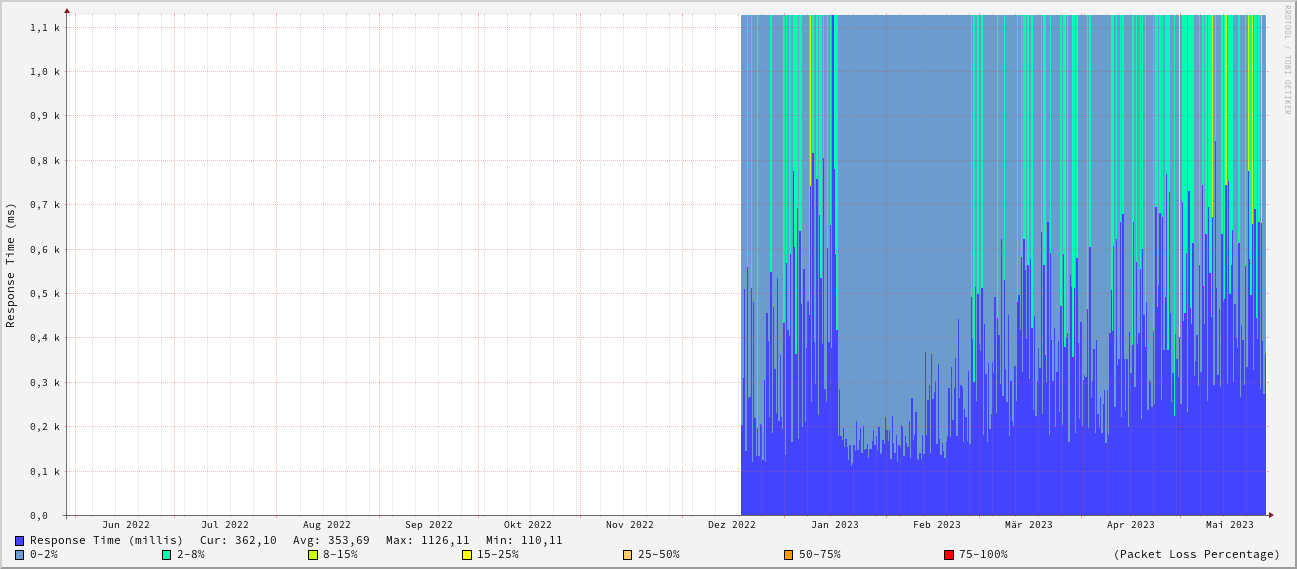 RRDTOOL / TOBI OETIKER
Response Time (ms)
1,1 k
1,0 k
0,9 k
0,8 k
0,7 k
0,6 k
0,5 k
0,4 k
0,3 k
0,2 k
0,1 k
0,0
Jun 2022 Jul 2022 Aug 2022 Sep 2022 Okt 2022 Nov 2022 Dez 2022 Jan 2023 Feb 2023 Mär 2023 Apr 2023 Mai 2023
Response Time (millis) Cur: 362,10 Avg: 353,69 Max: 1126,11 Min: 110,11
0-2% 2-8% 8-15% 15-25% 25-50% 50-75% 75-100% (Packet Loss Percentage)